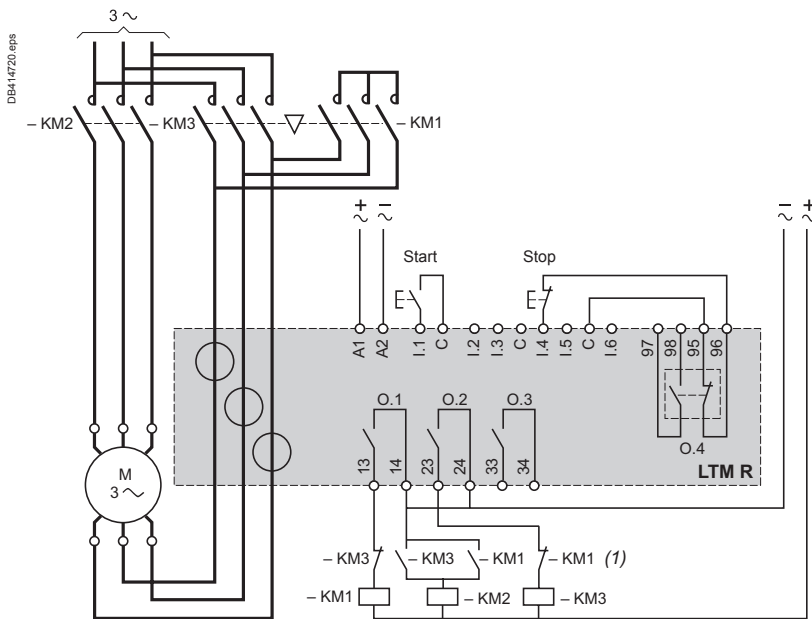 DB414720.eps
3 ~
– KM2
– KM3
– KM1
+
~
–
~
–
~
+
~
Start
Stop
A1
A2
I.1
C
I.2
I.3
C
I.4
I.5
C
I.6
97
98
95
96
O.1
O.2
O.3
O.4
13
14
23
24
33
34
LTM R
M
3 ~
– KM3
– KM3
– KM1
– KM1 (1)
– KM1
– KM2
– KM3